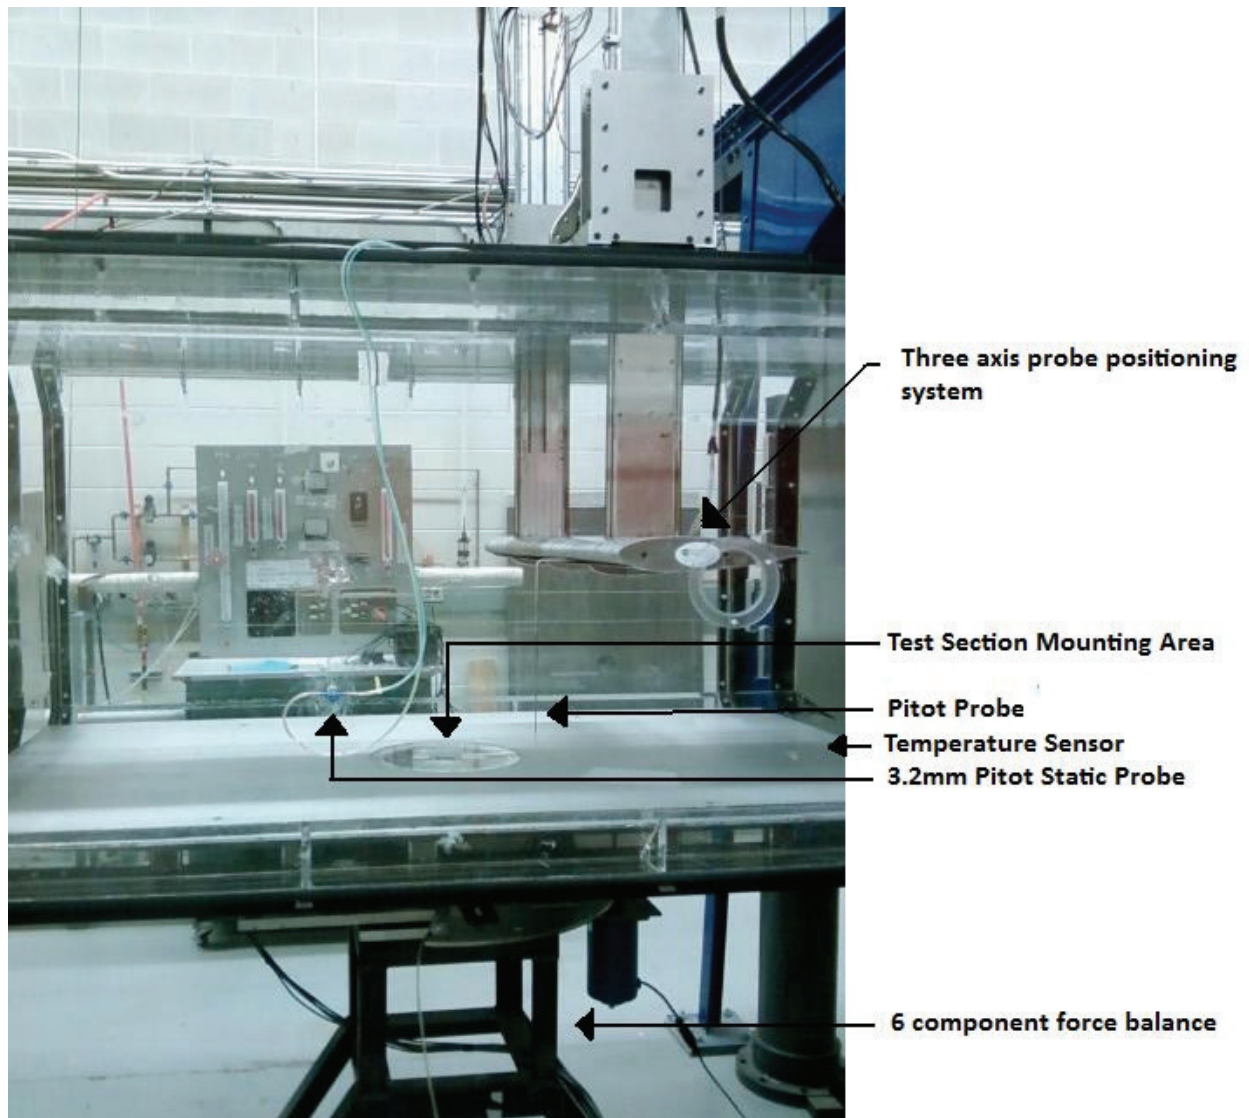 Three axis probe positioning
system
Test Section Mounting Area
Pitot Probe
Temperature Sensor
3.2mm Pitot Static Probe
6 component force balance